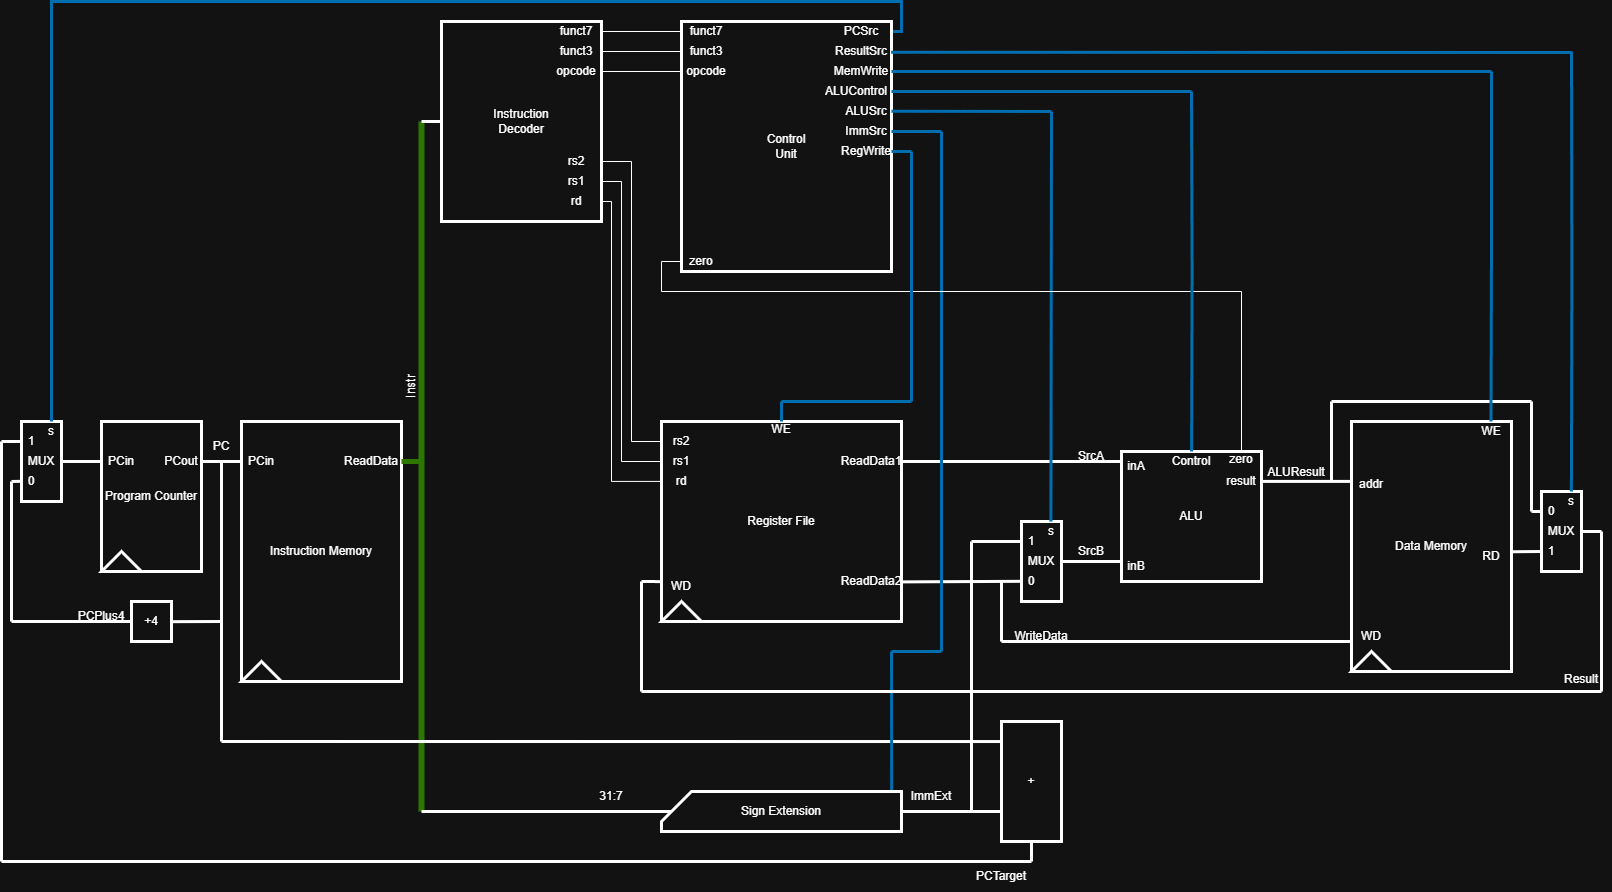 funct7
funct3
opcode
Instruction
Decoder
rs2
rs1
rd
funct7
funct3
opcode
PCSrc
ResultSrc
MemWrite
ALUControl
ALUSrc
ImmSrc
RegWrite
Control
Unit
zero
Instr
s
1
MUX
0
PCin
PCout
Program Counter
PC
PCin
ReadData
Instruction Memory
PCPlus4
+4
WE
rs2
rs1
rd
ReadData1
Register File
ReadData2
WD
SrcA
s
1
MUX
0
SrcB
inA
Control
zero
result
ALU
inB
ALUResult
WE
addr
Data Memory
RD
WD
WriteData
s
0
MUX
1
Result
31:7
Sign Extension
ImmExt
+
PCTarget